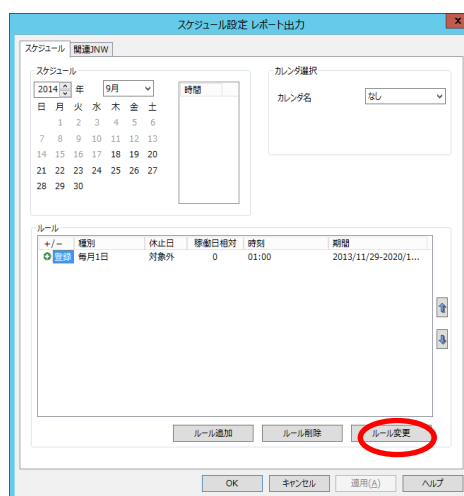 スケジュール設定 レポート出力
x
スケジュール 関連JNW
スケジュール
2014 年 9月
日 月 火 水 木 金 土
1 2 3 4 5 6
7 8 9 10 11 12 13
14 15 16 17 18 19 20
21 22 23 24 25 26 27
28 29 30
時間
カレンダ選択
カレンダ名 なし
ルール
+/- 種別 休止日 稼働日相対 時刻 期間
登録 毎月1日 対象外 0 01:00 2013/11/29-2020/1...
ルール追加 ルール削除 ルール変更
OK キャンセル 適用(A) ヘルプ